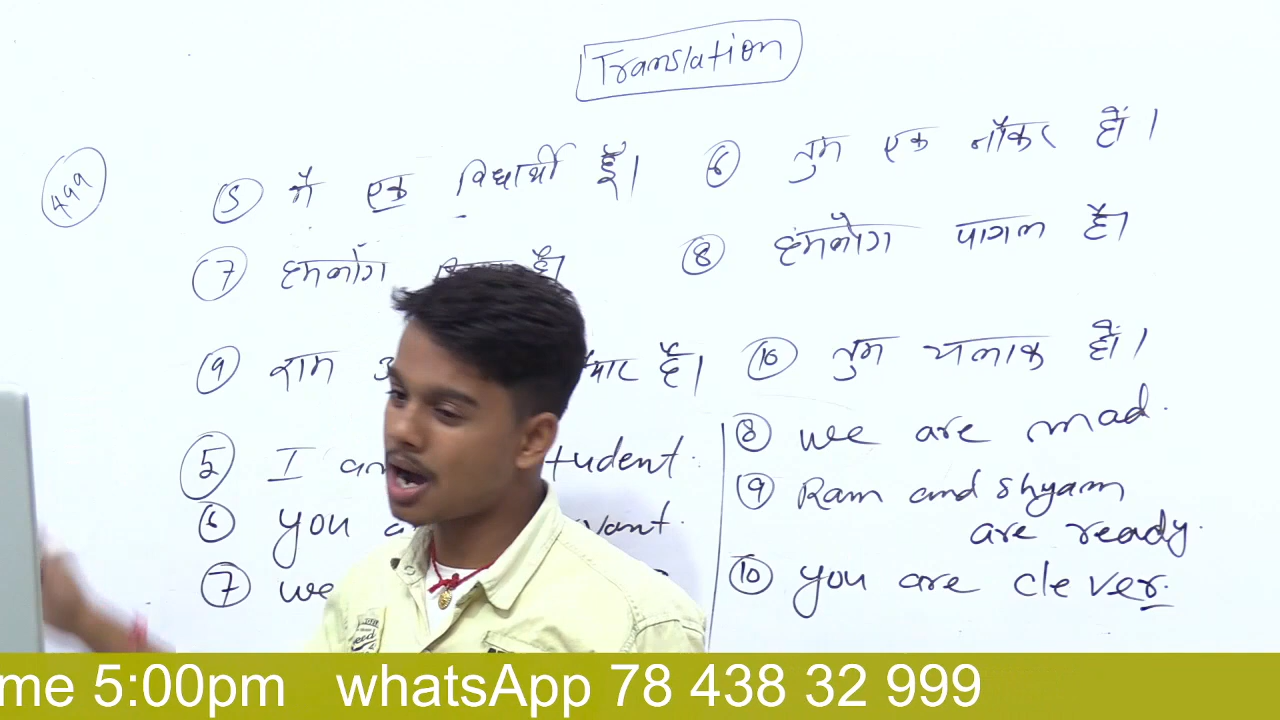 Translation
499
⑤ मैं एक विधार्थी हूँ। ⑥ तुम एक नौकर हों।
⑦ हमलोग हैं। ⑧ हमलोग पागल हैं।
⑨ राम हैं। ⑩ तुम चलाक हों।
⑤ I student. ⑧ we are mad.
⑥ you ⑨ Ram and Shyam
are ready.
⑦ we ⑩ you are clever.
me 5:00pm whatsApp 78 438 32 999